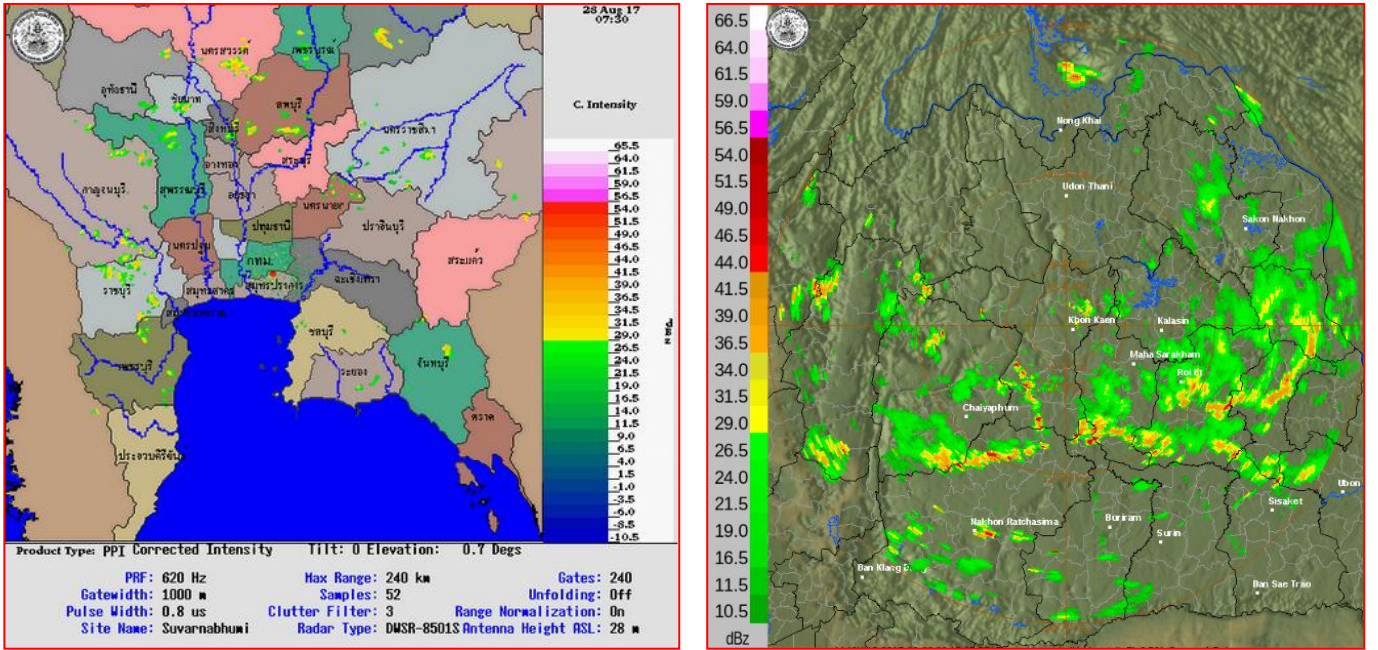 28 Aug 17
07:30
นครสวรรค์
เพชรบูรณ์
อุทัยธานี
ชัยนาท
ลพบุรี
C. Intensity
สิงห์บุรี
นครราชสีมา
อ่างทอง
สระบุรี
กาญจนบุรี
สุพรรณบุรี
อยุธยา
นครนายก
ปทุมธานี
ปราจีนบุรี
นครปฐม
กทม.
สระแก้ว
ราชบุรี
สมุทรสาคร
สมุทรปราการ
ฉะเชิงเทรา
ชลบุรี
เพชรบุรี
ระยอง
จันทบุรี
ตราด
ประจวบคีรีขันธ์
65.5
64.0
61.5
59.0
56.5
54.0
51.5
49.0
46.5
44.0
41.5
39.0
36.5
34.0
31.5
29.0
26.5
24.0
21.5
19.0
16.5
14.0
11.5
9.0
6.5
4.0
1.5
-1.0
-3.5
-6.0
-8.5
-10.5
Product Type: PPI Corrected Intensity Tilt: 0 Elevation: 0.7 Degs
PRF: 620 Hz Max Range: 240 km Gates: 240
Gatewidth: 1000 m Samples: 52 Unfolding: Off
Pulse Width: 0.8 us Clutter Filter: 3 Range Normalization: On
Site Name: Suvarnabhumi Radar Type: DWSR-8501S Antenna Height ASL: 28 m
66.5
64.0
61.5
59.0
56.5
54.0
51.5
49.0
46.5
44.0
41.5
39.0
36.5
34.0
31.5
29.0
26.5
24.0
21.5
19.0
16.5
11.5
10.5
dBz
Nong Khai
Udon Thani
Sakon Nakhon
Khon Kaen
Kalasin
Maha Sarakham
Roi Et
Chaiyaphum
Ubon
Sisaket
Nakhon Ratchasima
Buriram
Surin
Ban Klang
Ban Sae Trao